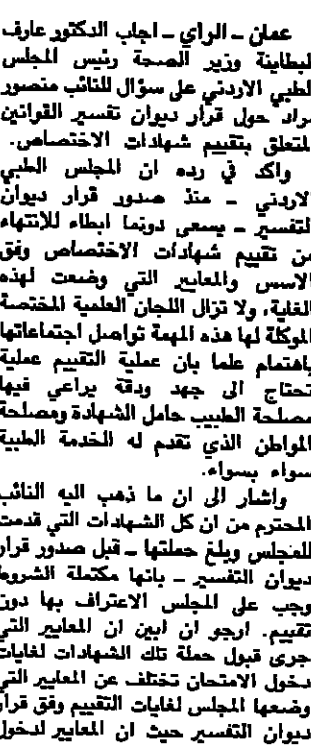 عمان ـ الراي ـ اجاب الدكتور عارف
لبطاينة وزير الصحة رئيس المجلس
لطبي الاردني على سؤال للنائب منصور
راد حول قرار ديوان تفسير القوانين
لمتعلق بتقييم شهادات الاختصاص.
واكد في رده ان المجلس الطبي
لاردني ـ منذ صدور قرار ديوان
لتفسير ـ يسعى دونما ابطاء للانتهاء
من تقييم شهادات الاختصاص وفق
الاسس والمعايير التي وضعت لهذه
الغاية، ولا تزال اللجان العلمية المختصة
الموكلة لها هذه المهمة تواصل اجتماعاتها
باهتمام علما بان عملية التقييم عملية
تحتاج الى جهد ودقة يراعي فيها
مصلحة الطبيب حامل الشهادة ومصلحة
المواطن الذي تقدم له الخدمة الطبية
سواء بسواء.
واشار الى ان ما ذهب اليه النائب
المحترم من ان كل الشهادات التي قدمت
للمجلس وبلغ حملتها ـ قبل صدور قرار
ديوان التفسير ـ بانها مكتملة الشروط
وجب على المجلس الاعتراف بها دون
تقييم. ارجو ان ابين ان المعايير التي
جرى قبول حملة تلك الشهادات لغايات
دخول الامتحان تختلف عن المعايير التي
وضعها المجلس لغايات التقييم وفق قرار
ديوان التفسير حيث ان المعايير لدخول